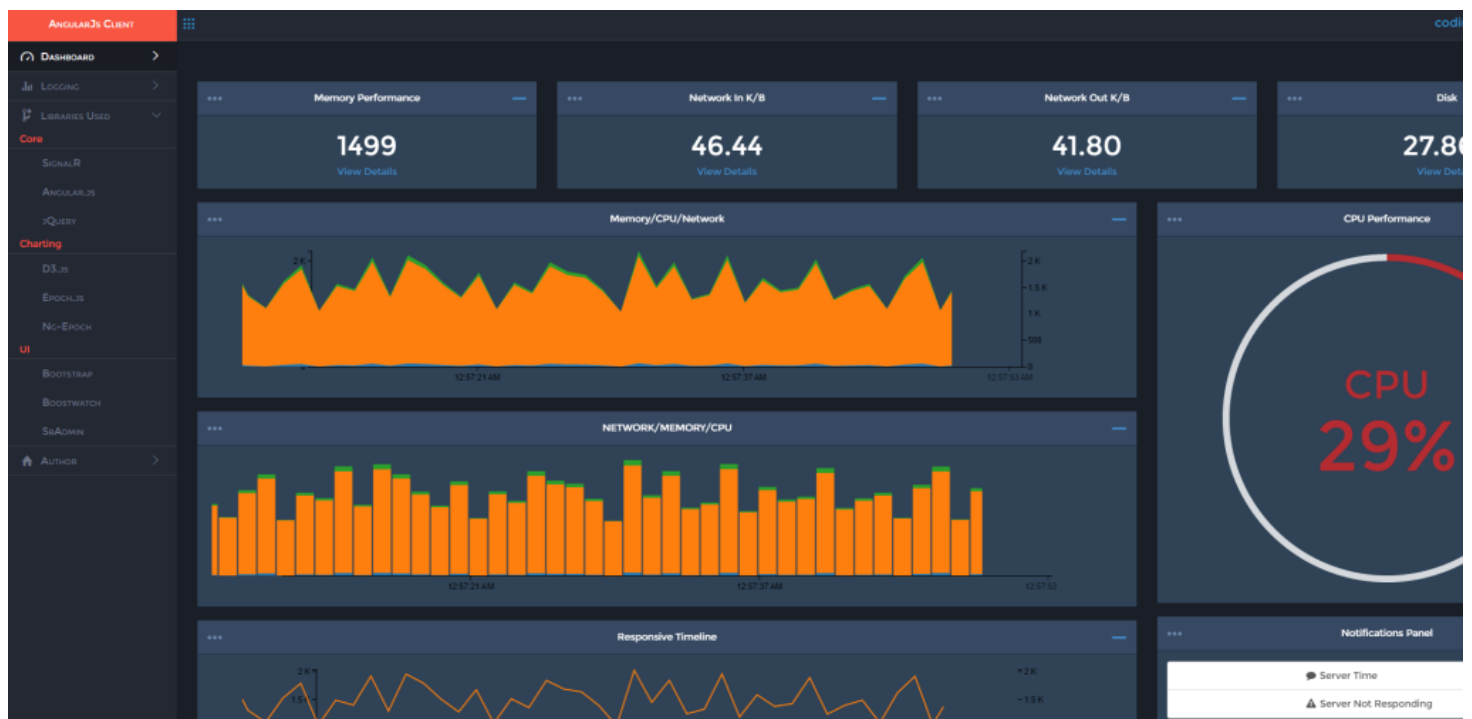 AngularJs Client
codi
Dashboard
Logging
Libraries Used
Core
SignalR
Angular.js
jQuery
Charting
D3.js
Epoch.js
Ng-Epoch
UI
Bootstrap
Boostwatch
SbAdmin
Author
Memory Performance
1499
View Details
Network In K/B
46.44
View Details
Network Out K/B
41.80
View Details
Disk
27.86
View Det
Memory/CPU/Network
2 K
2 K
1.5 K
1 K
500
0
12:57:21 AM
12:57:37 AM
12:57:53 AM
CPU Performance
CPU
29%
NETWORK/MEMORY/CPU
12:57:21 AM
12:57:37 AM
12:57:53
Responsive Timeline
2 K
1.5
2 K
1.5 K
Notifications Panel
Server Time
Server Not Responding